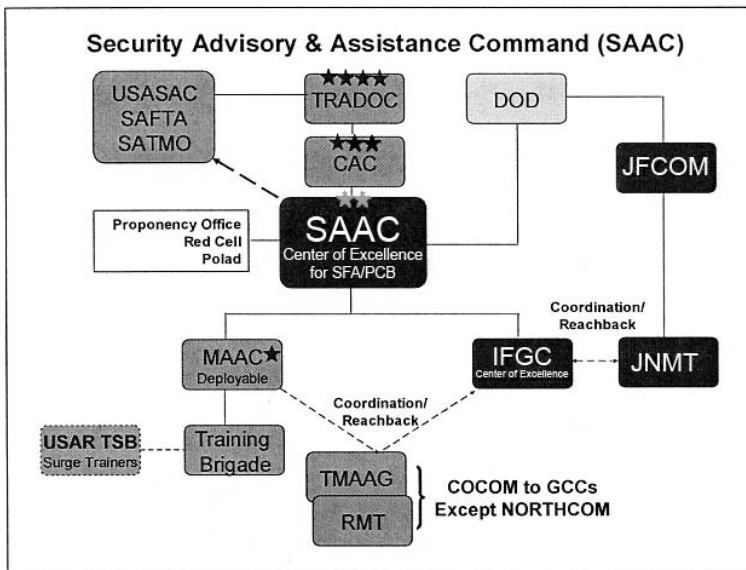 Security Advisory & Assistance Command (SAAC)
USASAC
SAFTA
SATMO
TRADOC
DOD
CAC
JFCOM
SAAC
Center of Excellence
for SFA/PCB
Proponency Office
Red Cell
Polad
Coordination/
Reachback
MAAC
Deployable
IFGC
Center of Excellence
JNMT
Coordination/
Reachback
USAR TSB
Surge Trainers
Training
Brigade
TMAAG
RMT
COCOM to GCCs
Except NORTHCOM